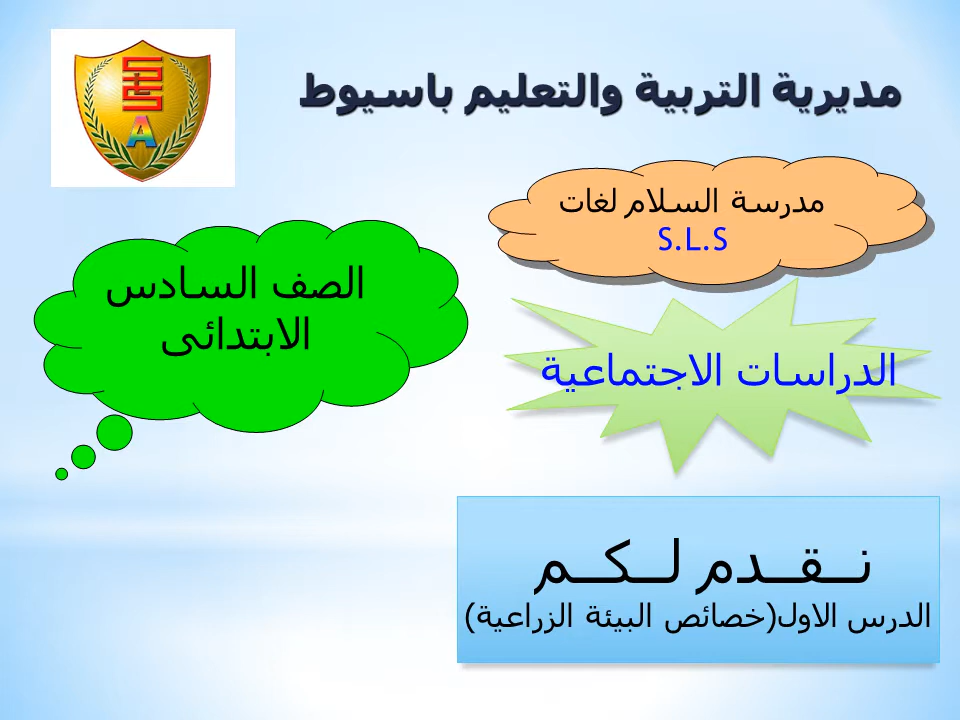 مديرية التربية والتعليم باسيوط
مدرسة السلام لغات
S.L.S
الصف السادس
الابتدائى
الدراسات الاجتماعية
نــقــدم لــكــم
الدرس الاول(خصائص البيئة الزراعية)